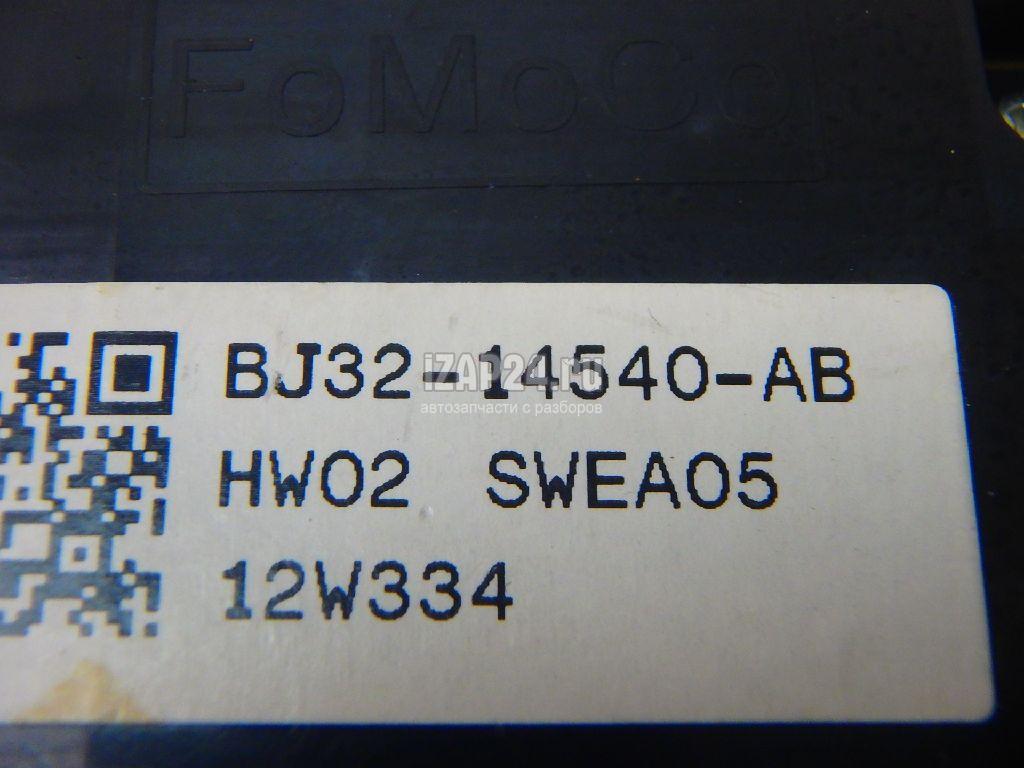 FoMoCo
BJ32-14540-AB
iZAP24.ru
автозапчасти с разборов
HW02 SWEA05
12W334